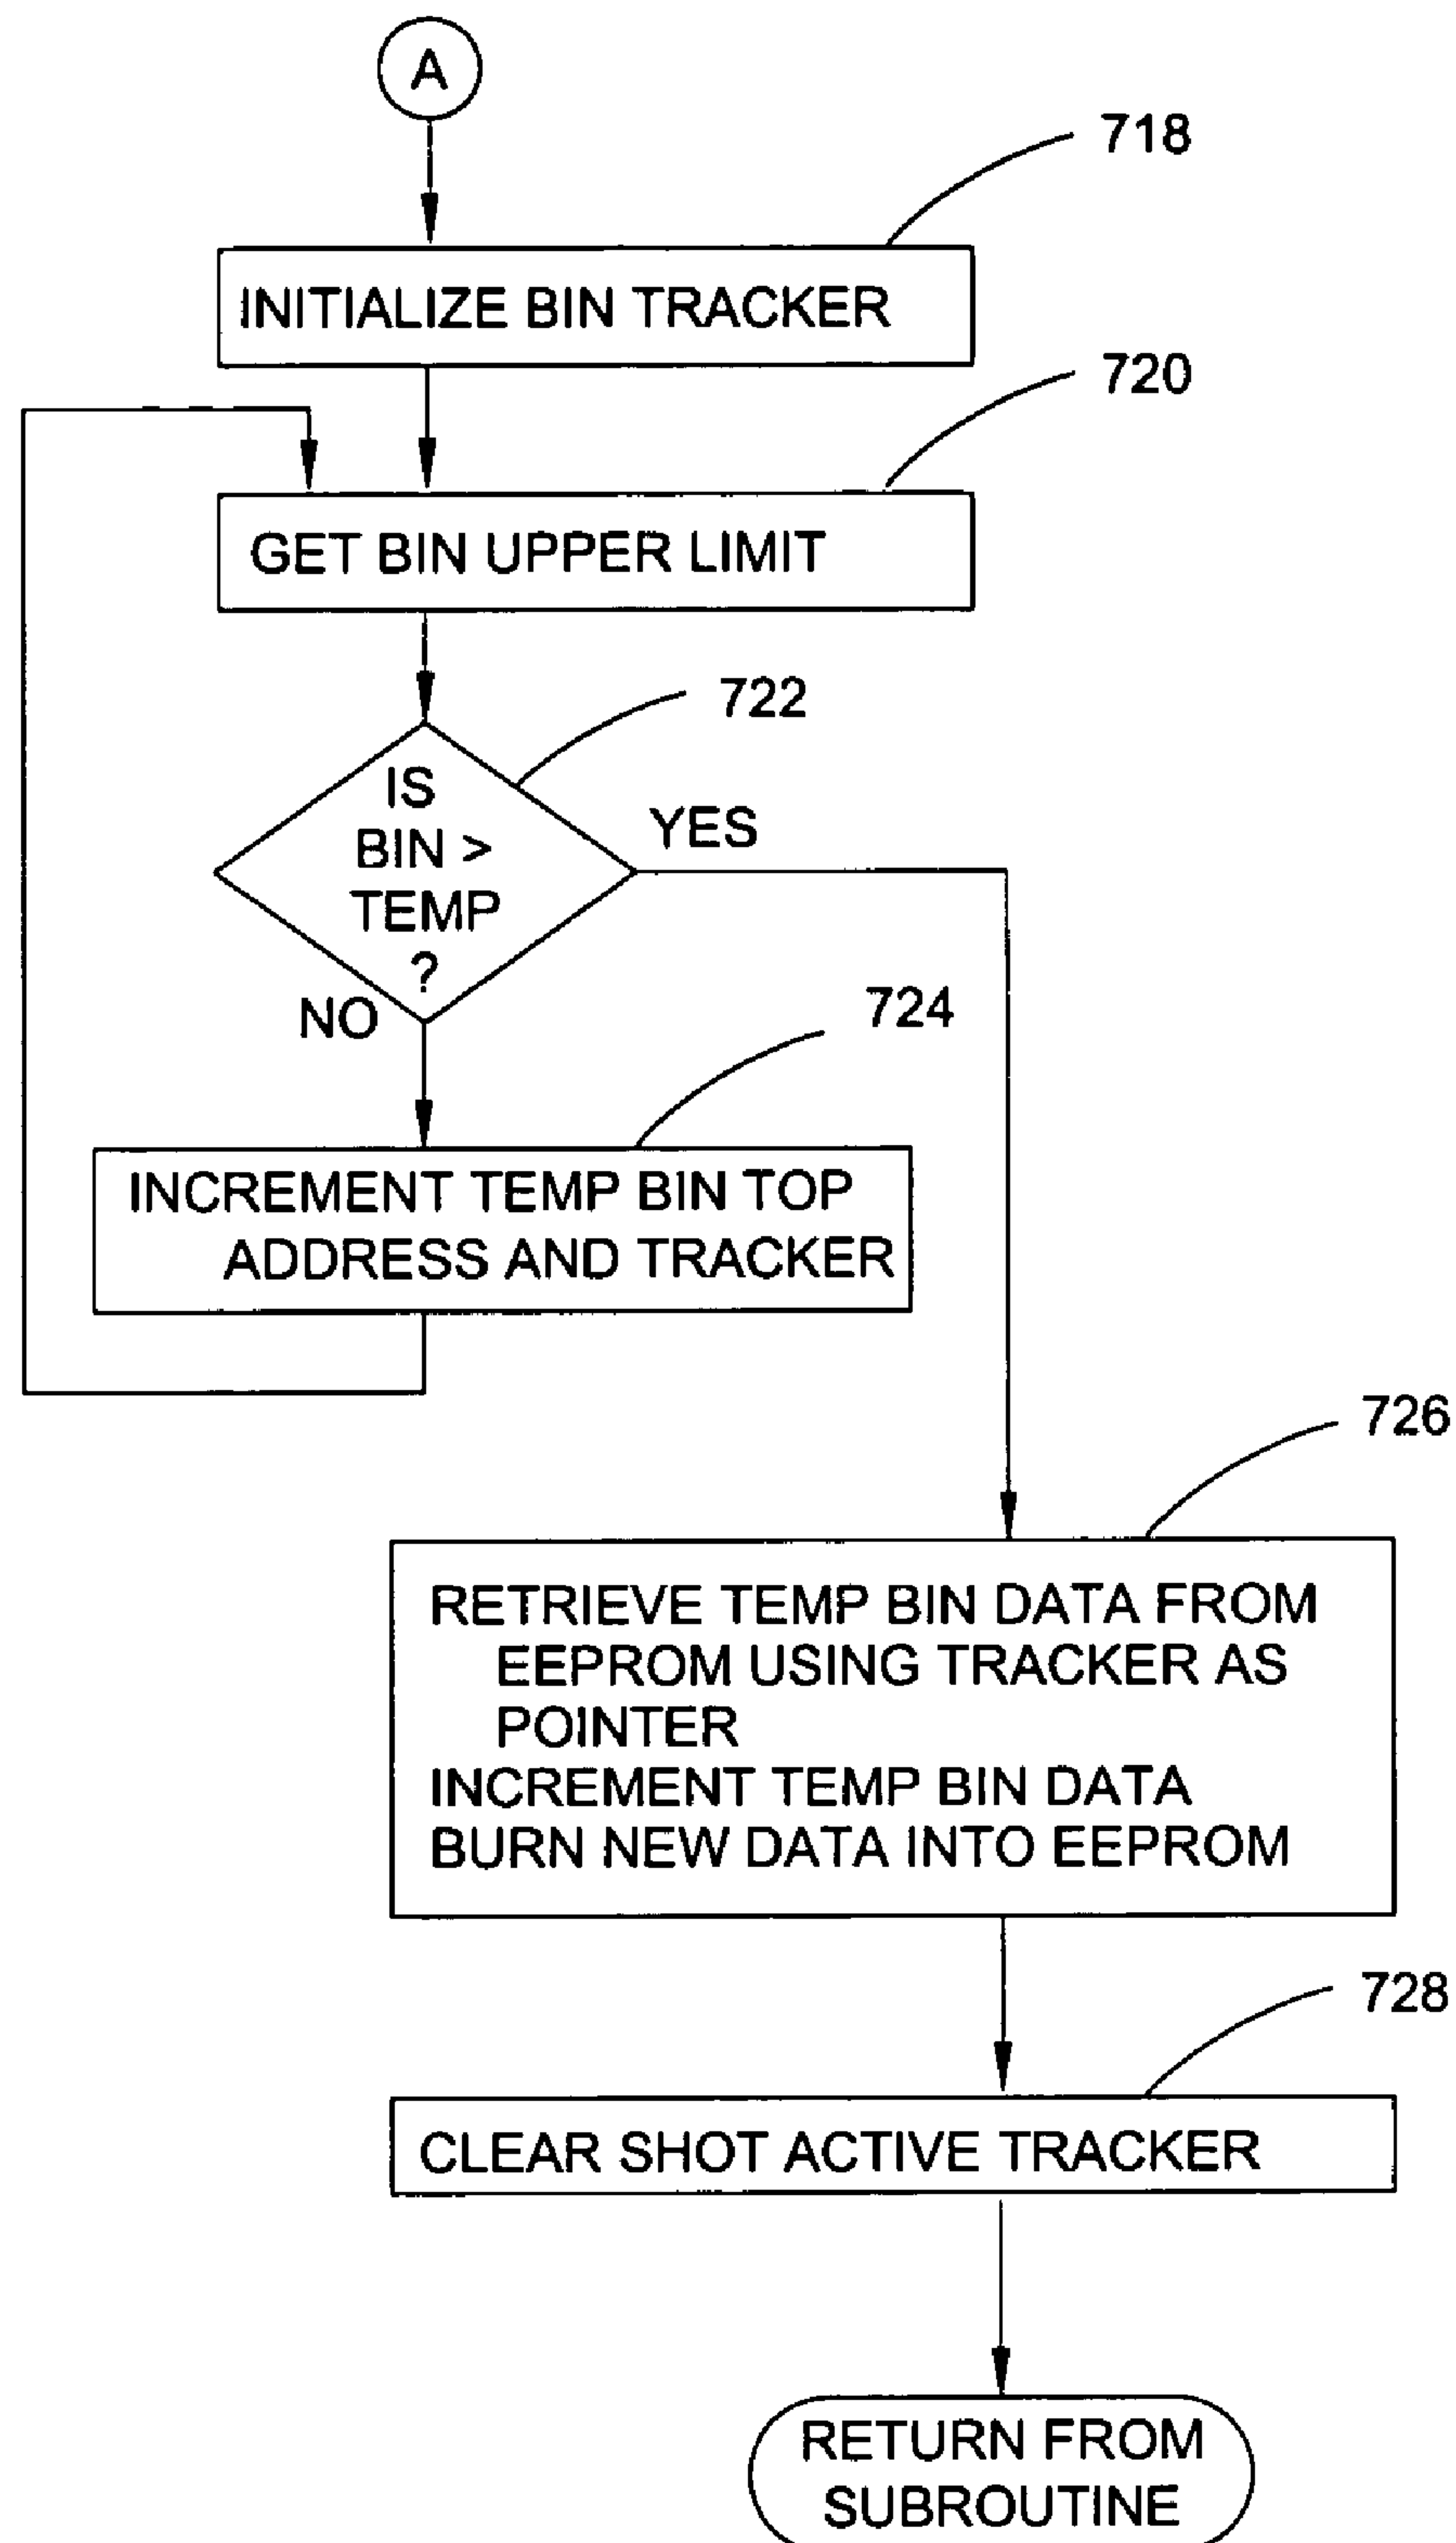 A
718
INITIALIZE BIN TRACKER
720
GET BIN UPPER LIMIT
722
IS
BIN >
TEMP
?
YES
NO
724
INCREMENT TEMP BIN TOP
ADDRESS AND TRACKER
726
RETRIEVE TEMP BIN DATA FROM
EEPROM USING TRACKER AS
POINTER
INCREMENT TEMP BIN DATA
BURN NEW DATA INTO EEPROM
728
CLEAR SHOT ACTIVE TRACKER
RETURN FROM
SUBROUTINE